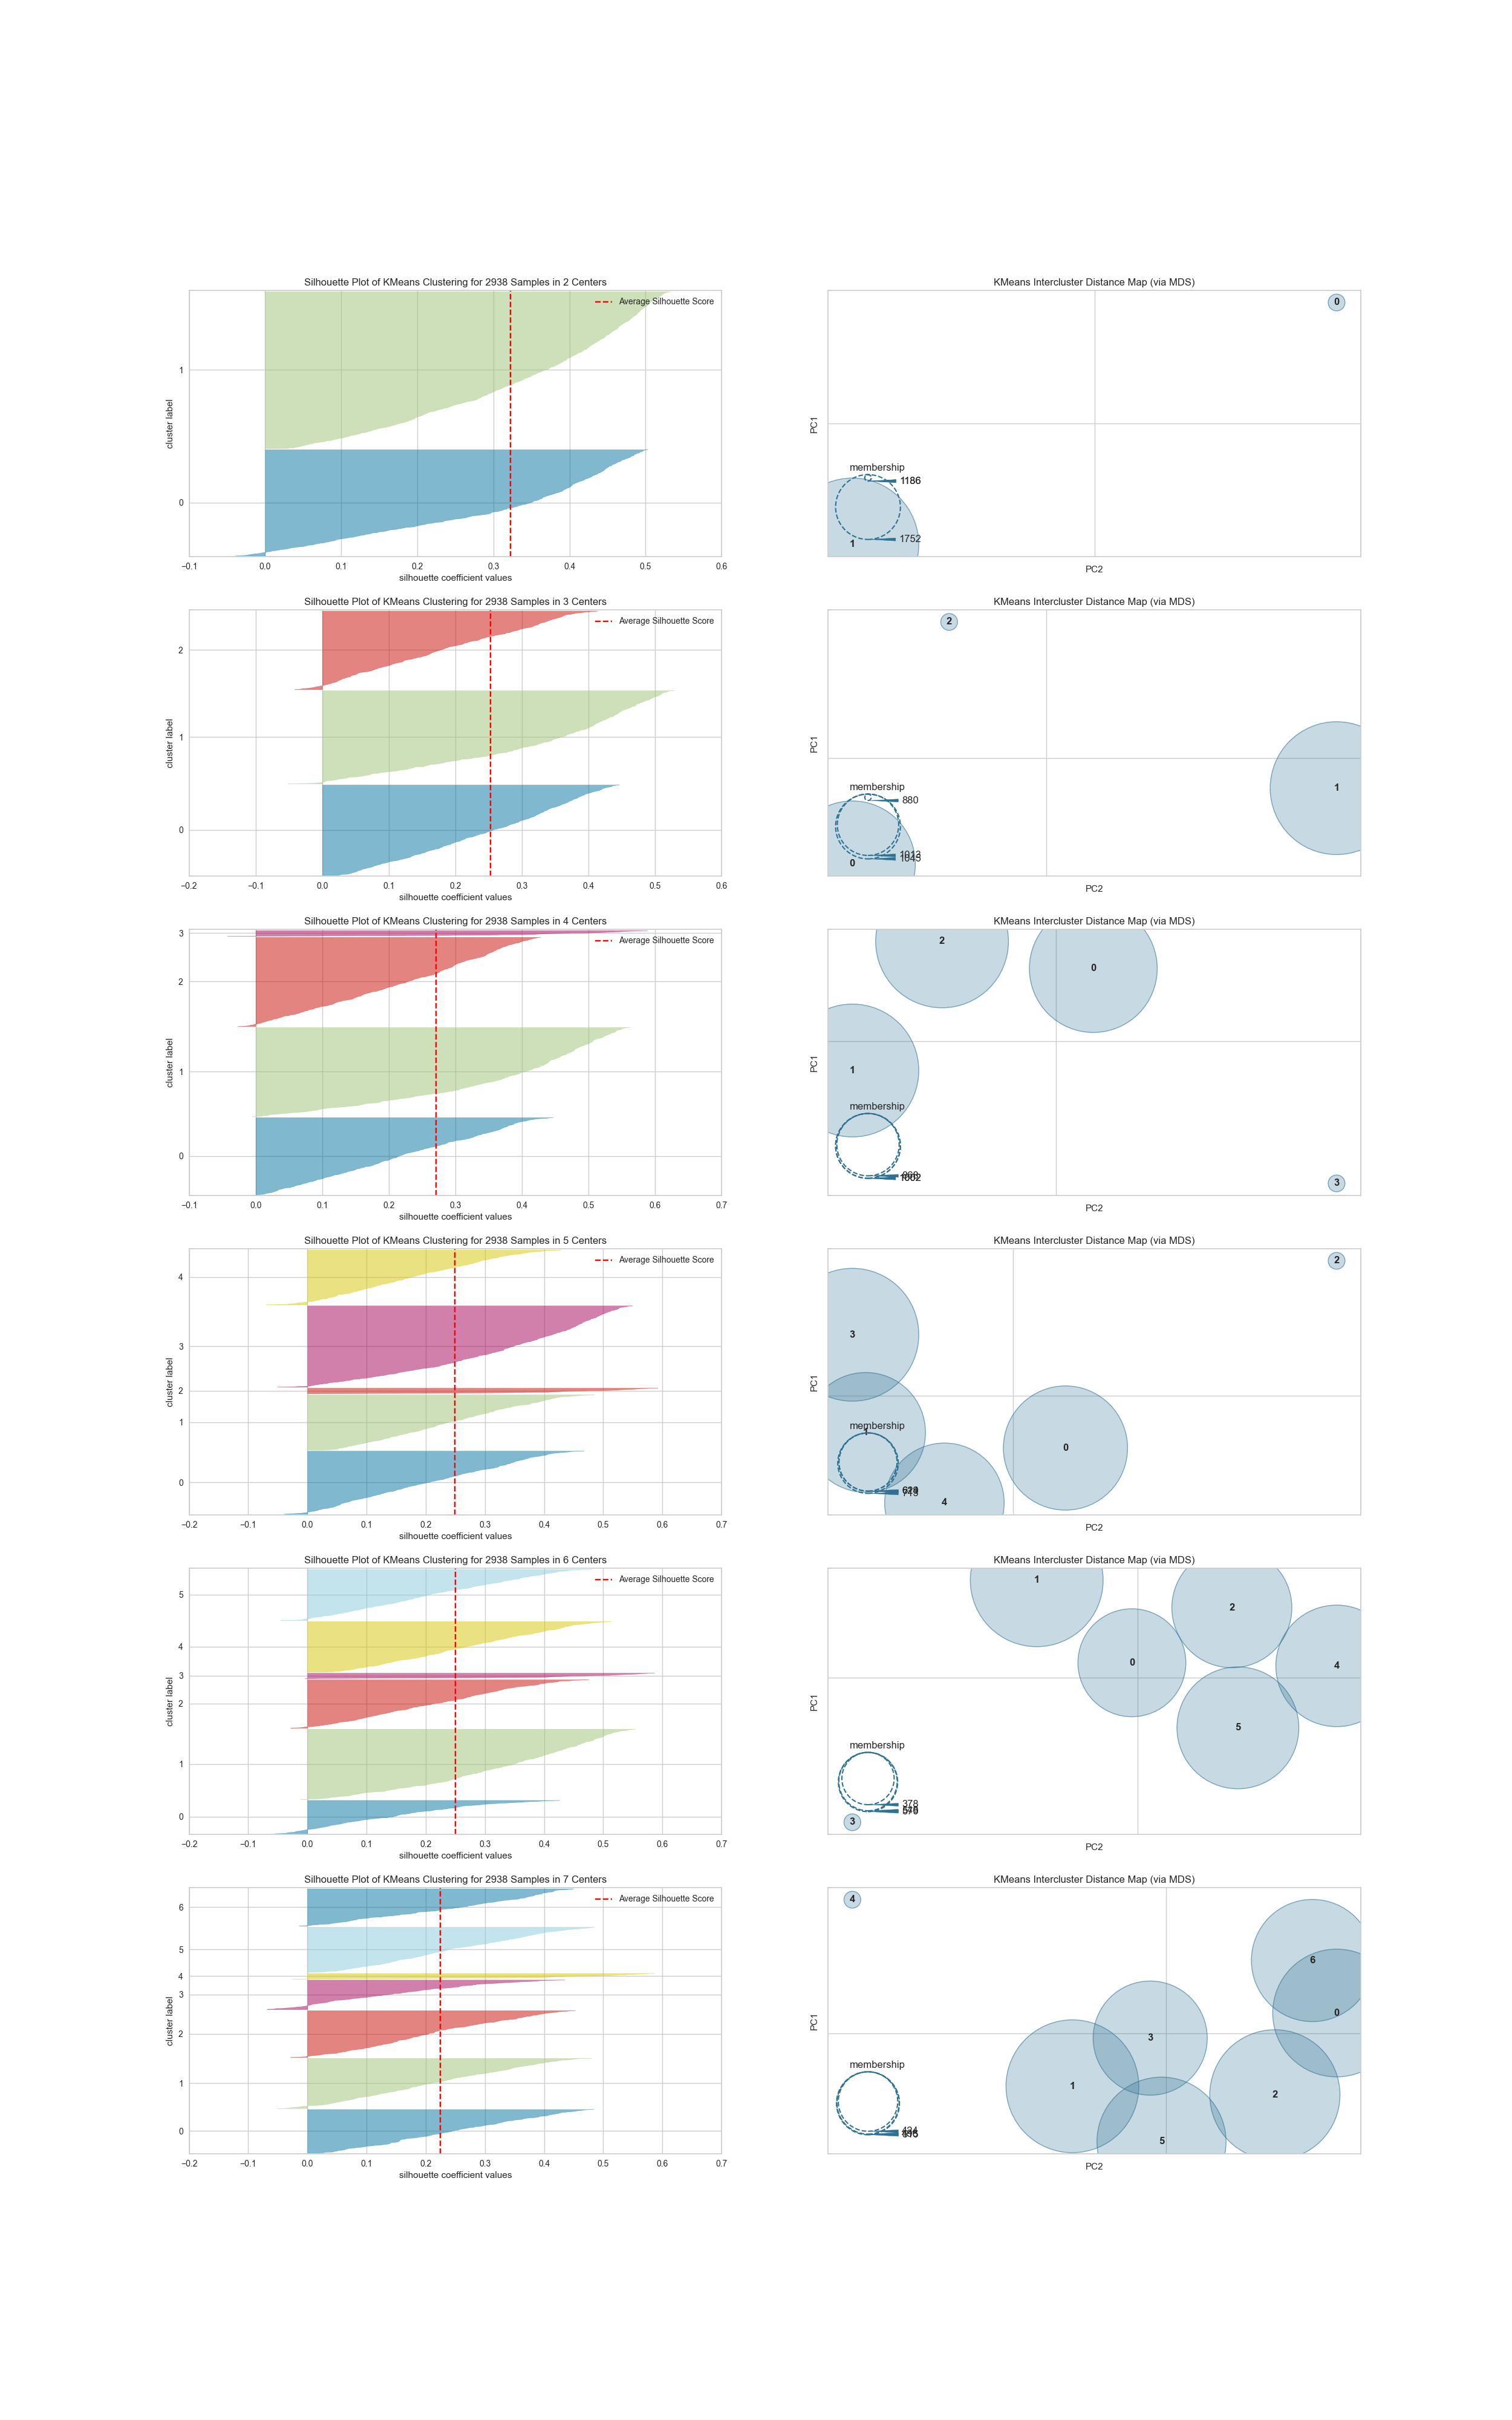 Silhouette Plot of KMeans Clustering for 2938 Samples in 2 Centers
Average Silhouette Score
cluster label
1
0
−0.1 0.0 0.1 0.2 0.3 0.4 0.5 0.6
silhouette coefficient values
KMeans Intercluster Distance Map (via MDS)
0
PC1
membership
1186
1752
1
PC2
Silhouette Plot of KMeans Clustering for 2938 Samples in 3 Centers
Average Silhouette Score
cluster label
2
1
0
−0.2 −0.1 0.0 0.1 0.2 0.3 0.4 0.5 0.6
silhouette coefficient values
KMeans Intercluster Distance Map (via MDS)
2
PC1
1
membership
880
0
PC2
Silhouette Plot of KMeans Clustering for 2938 Samples in 4 Centers
Average Silhouette Score
cluster label
3
2
1
0
−0.1 0.0 0.1 0.2 0.3 0.4 0.5 0.6 0.7
silhouette coefficient values
KMeans Intercluster Distance Map (via MDS)
2
0
PC1
1
membership
3
PC2
Silhouette Plot of KMeans Clustering for 2938 Samples in 5 Centers
Average Silhouette Score
cluster label
4
3
2
1
0
−0.2 −0.1 0.0 0.1 0.2 0.3 0.4 0.5 0.6 0.7
silhouette coefficient values
KMeans Intercluster Distance Map (via MDS)
2
3
PC1
membership
1
0
4
PC2
Silhouette Plot of KMeans Clustering for 2938 Samples in 6 Centers
Average Silhouette Score
cluster label
5
4
3
2
1
0
−0.2 −0.1 0.0 0.1 0.2 0.3 0.4 0.5 0.6 0.7
silhouette coefficient values
KMeans Intercluster Distance Map (via MDS)
1
2
0
4
PC1
5
membership
378
3
PC2
Silhouette Plot of KMeans Clustering for 2938 Samples in 7 Centers
Average Silhouette Score
cluster label
6
5
4
3
2
1
0
−0.2 −0.1 0.0 0.1 0.2 0.3 0.4 0.5 0.6 0.7
silhouette coefficient values
KMeans Intercluster Distance Map (via MDS)
4
6
0
PC1
3
membership
1
2
5
PC2